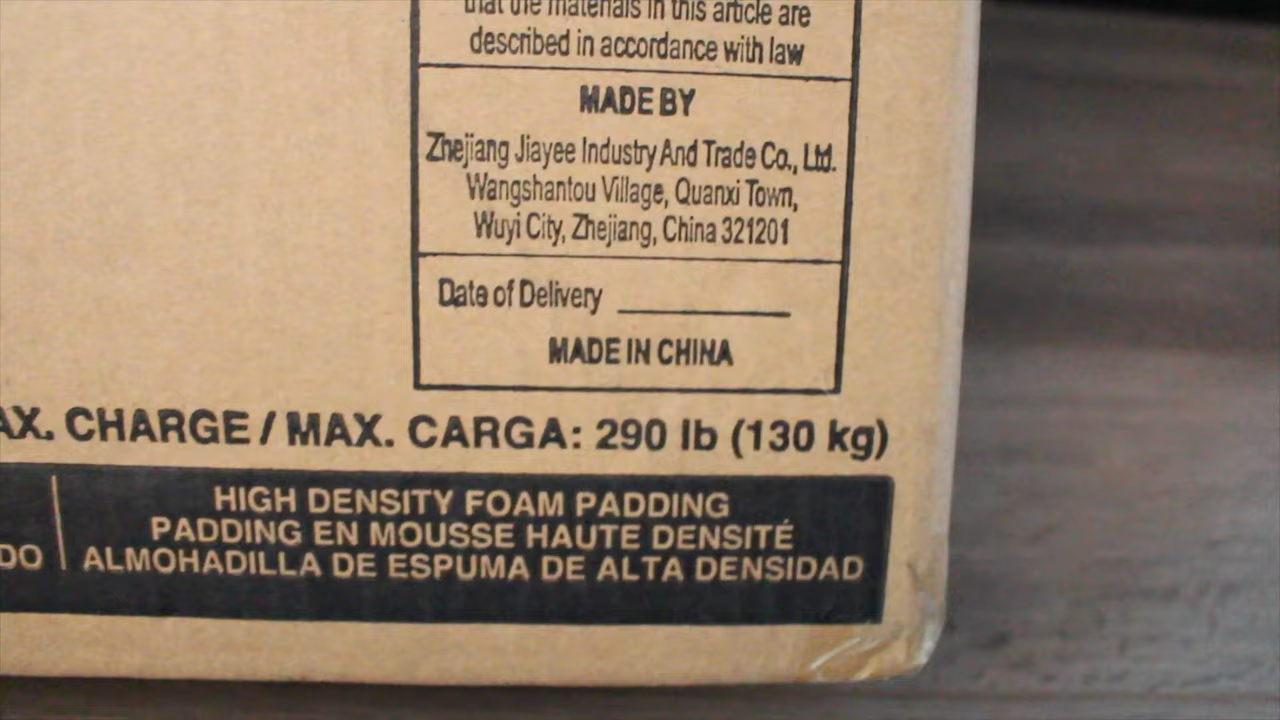 that the materials in this article are
described in accordance with law
MADE BY
Zhejiang Jiayee Industry And Trade Co., Ltd.
Wangshantou Village, Quanxi Town,
Wuyi City, Zhejiang, China 321201
Date of Delivery
MADE IN CHINA
AX. CHARGE / MAX. CARGA: 290 lb (130 kg)
HIGH DENSITY FOAM PADDING
PADDING EN MOUSSE HAUTE DENSITÉ
DO ALMOHADILLA DE ESPUMA DE ALTA DENSIDAD